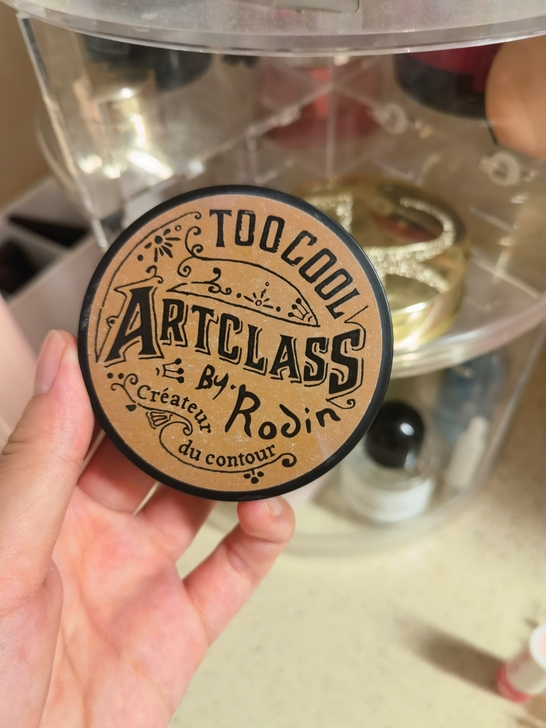 TOO COOL
ARTCLASS
By. Rodin
Créateur
du contour